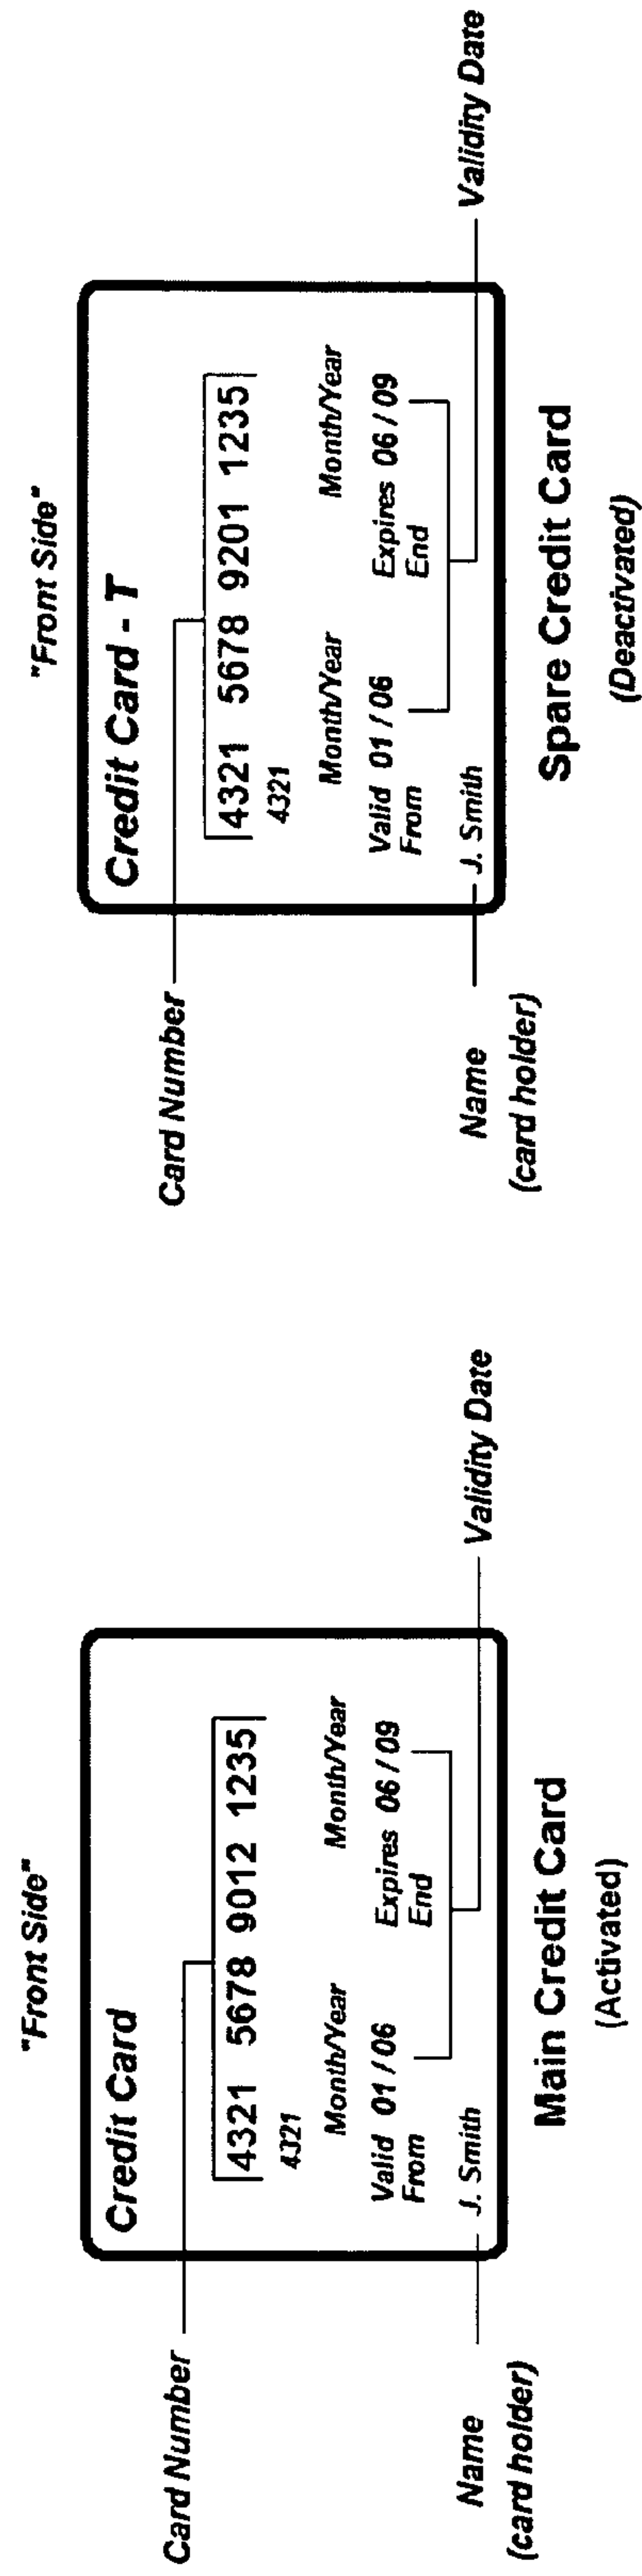 "Front Side"
Credit Card
Card Number
4321 5678 9012 1235
4321
Month/Year Month/Year
Valid 01 / 06 Expires 06 / 09
From End
Name J. Smith Validity Date
(card holder)
Main Credit Card
(Activated)
"Front Side"
Credit Card - T
Card Number
4321 5678 9201 1235
4321
Month/Year Month/Year
Valid 01 / 06 Expires 06 / 09
From End
Name J. Smith Validity Date
(card holder)
Spare Credit Card
(Deactivated)